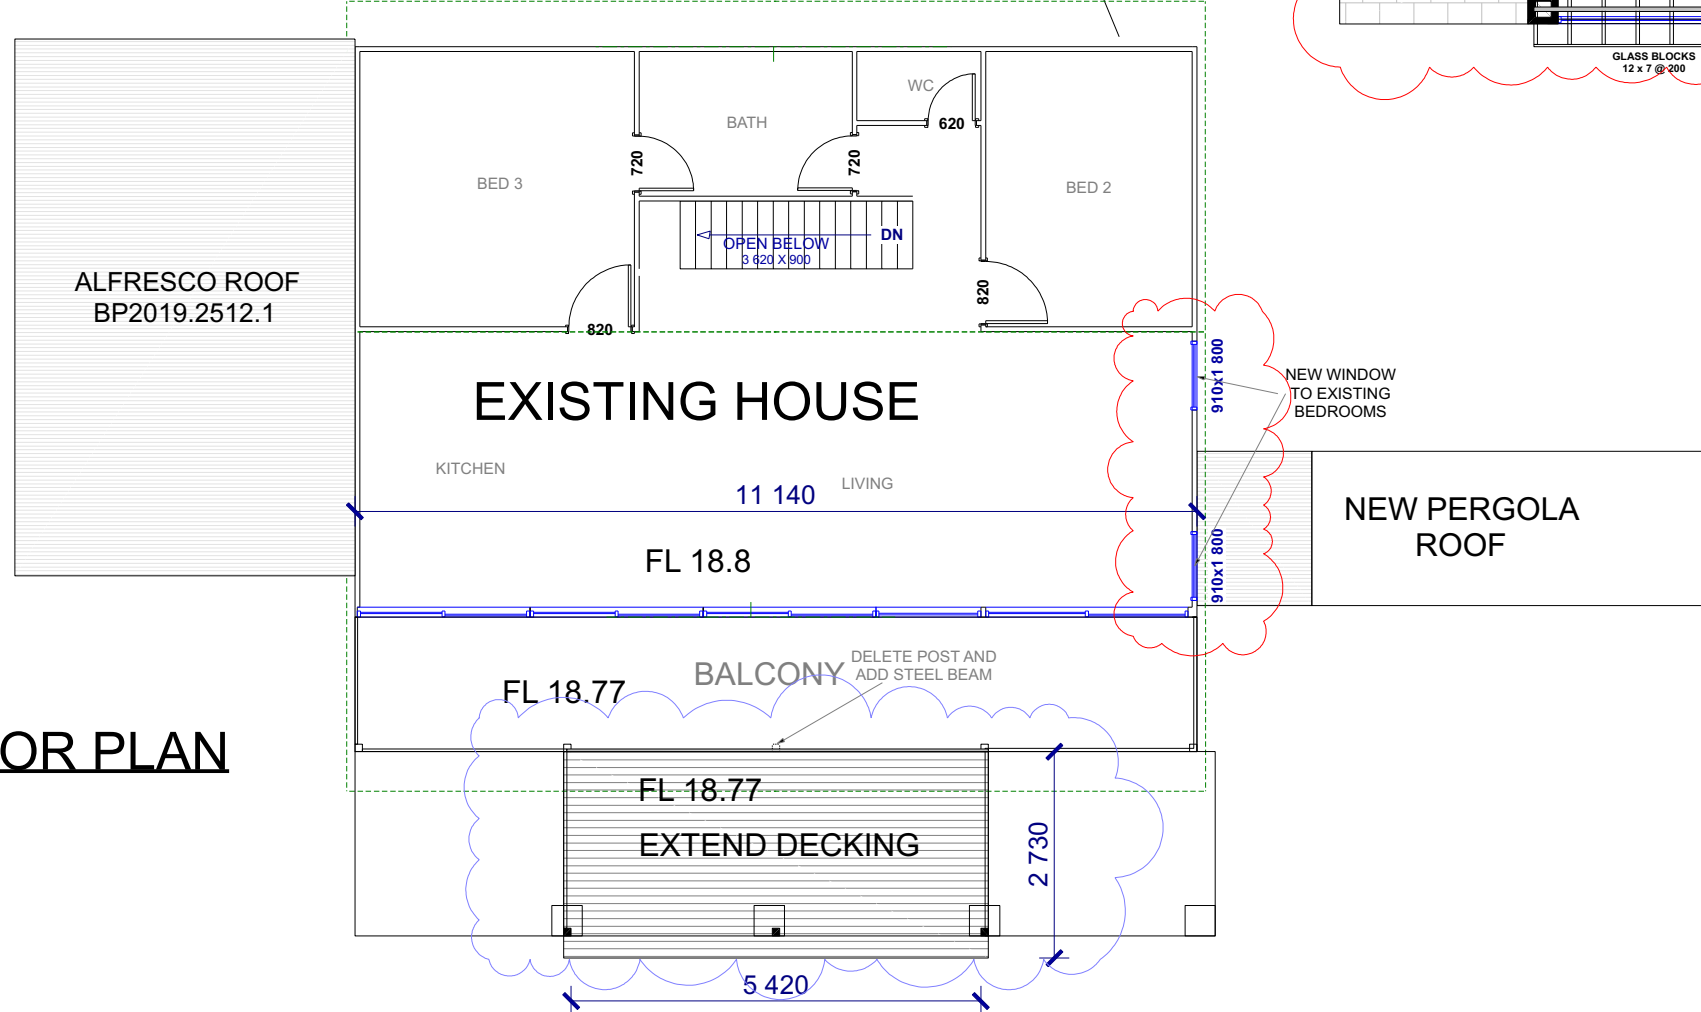 GLASS BLOCKS
12 x 7 @ 200
WC
BATH
620
720
720
BED 3
BED 2
DN
OPEN BELOW
3 620 X 900
ALFRESCO ROOF
BP2019.2512.1
820
820
910x1 800
NEW WINDOW
TO EXISTING
BEDROOMS
EXISTING HOUSE
KITCHEN
LIVING
11 140
NEW PERGOLA
ROOF
FL 18.8
910x1 800
BALCONY
DELETE POST AND
ADD STEEL BEAM
FL 18.77
OR PLAN
FL 18.77
EXTEND DECKING
2 730
5 420